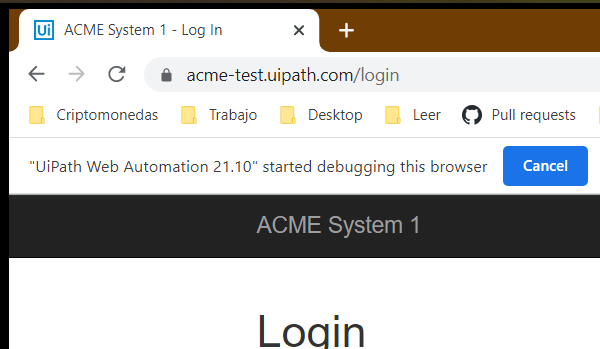 Ui ACME System 1 - Log In
acme-test.uipath.com/login
Criptomonedas Trabajo Desktop Leer Pull requests
"UiPath Web Automation 21.10" started debugging this browser Cancel
ACME System 1
Login